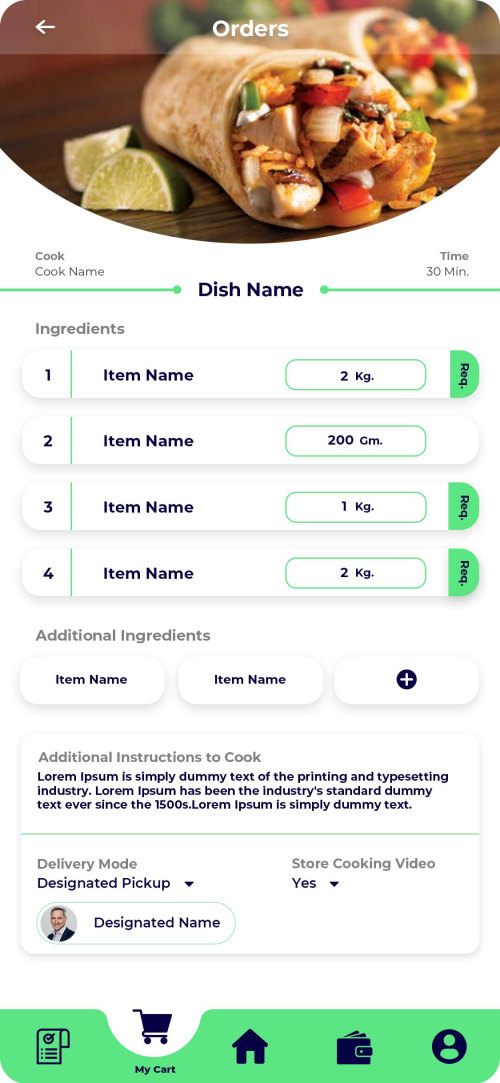 Orders
Cook
Time
Cook Name
30 Min.
Dish Name
Ingredients
1 Item Name 2 Kg. Req.
2 Item Name 200 Gm.
3 Item Name 1 Kg. Req.
4 Item Name 2 Kg. Req.
Additional Ingredients
Item Name Item Name
Additional Instructions to Cook
Lorem Ipsum is simply dummy text of the printing and typesetting
industry. Lorem Ipsum has been the industry's standard dummy
text ever since the 1500s.Lorem Ipsum is simply dummy text.
Delivery Mode Store Cooking Video
Designated Pickup Yes
Designated Name
My Cart